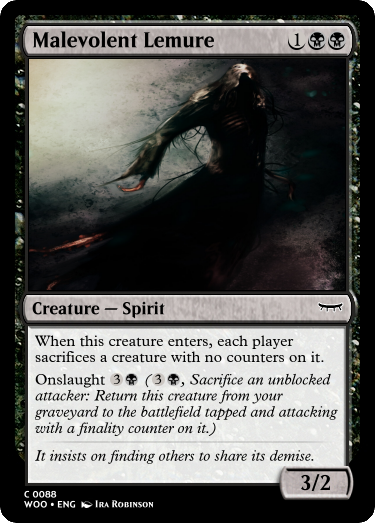 Malevolent Lemure 1
Creature — Spirit
When this creature enters, each player
sacrifices a creature with no counters on it.
Onslaught 3 (3, Sacrifice an unblocked
attacker: Return this creature from your
graveyard to the battlefield tapped and attacking
with a finality counter on it.)
It insists on finding others to share its demise.
3/2
C 0088
WOO • ENG Ira Robinson